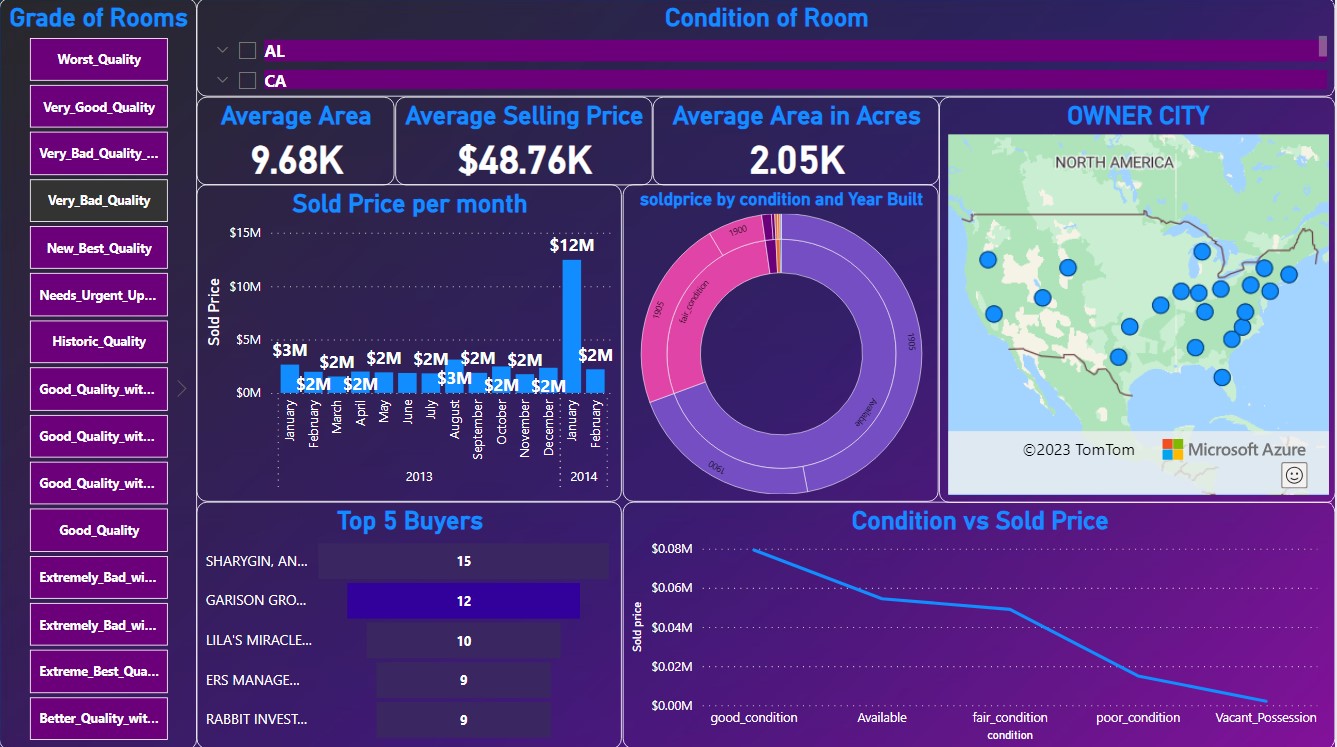 Grade of Rooms
Worst_Quality
Very_Good_Quality
Very_Bad_Quality_...
Very_Bad_Quality
New_Best_Quality
Needs_Urgent_Up...
Historic_Quality
Good_Quality_wit...
Good_Quality_wit...
Good_Quality_wit...
Good_Quality
Extremely_Bad_wi...
Extremely_Bad_wi...
Extreme_Best_Qua...
Better_Quality_wit...
Condition of Room
AL
CA
Average Area
9.68K
Average Selling Price
$48.76K
Average Area in Acres
2.05K
OWNER CITY
NORTH AMERICA
©2023 TomTom
Microsoft Azure
Sold Price per month
Sold Price
$15M
$10M
$5M
$0M
$3M
$2M
$2M
$2M
$2M
$2M
$3M
$2M
$2M
$2M
$2M
$12M
$2M
January
February
March
April
May
June
July
August
September
October
November
December
January
February
2013
2014
soldprice by condition and Year Built
1900
1905
fair_condition
1905
Available
1900
Top 5 Buyers
SHARYGIN, AN... 15
GARISON GRO... 12
LILA'S MIRACLE... 10
ERS MANAGE... 9
RABBIT INVEST... 9
Condition vs Sold Price
Sold price
$0.08M
$0.06M
$0.04M
$0.02M
$0.00M
good_condition
Available
fair_condition
poor_condition
Vacant_Possession
condition